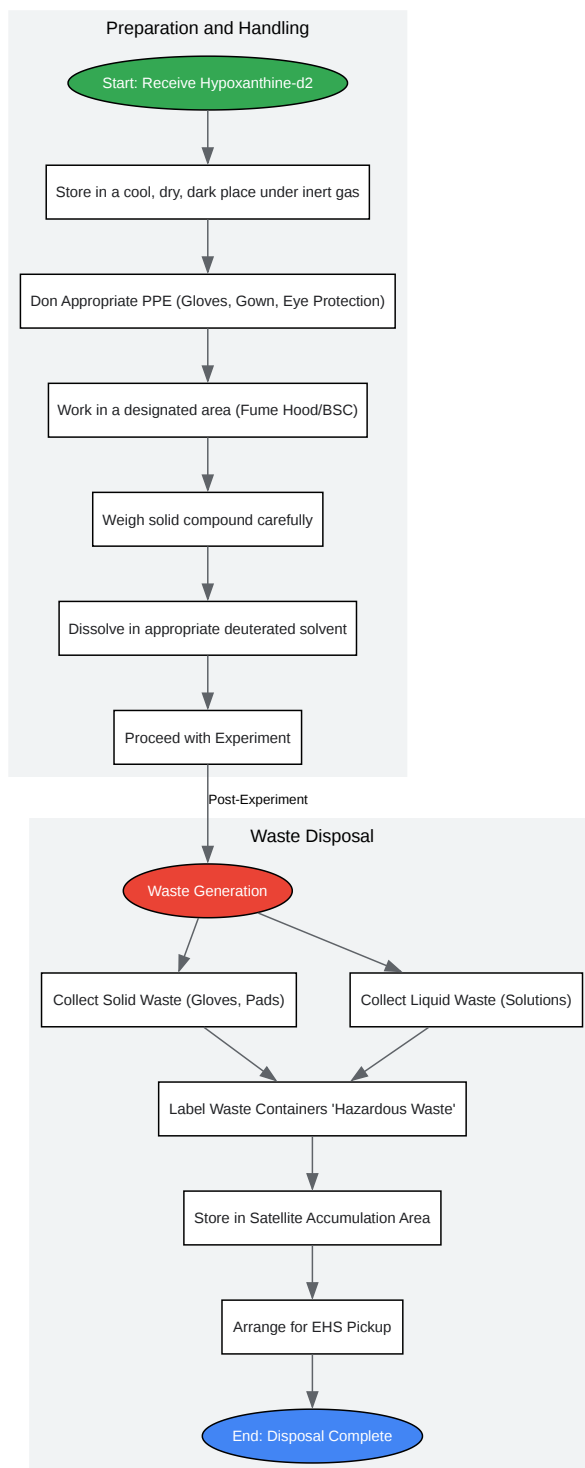 Preparation and Handling
Start: Receive Hypoxanthine-d2
Store in a cool, dry, dark place under inert gas
Don Appropriate PPE (Gloves, Gown, Eye Protection)
Work in a designated area (Fume Hood/BSC)
Weigh solid compound carefully
Dissolve in appropriate deuterated solvent
Proceed with Experiment
Post-Experiment
Waste Disposal
Waste Generation
Collect Solid Waste (Gloves, Pads)
Collect Liquid Waste (Solutions)
Label Waste Containers 'Hazardous Waste'
Store in Satellite Accumulation Area
Arrange for EHS Pickup
End: Disposal Complete